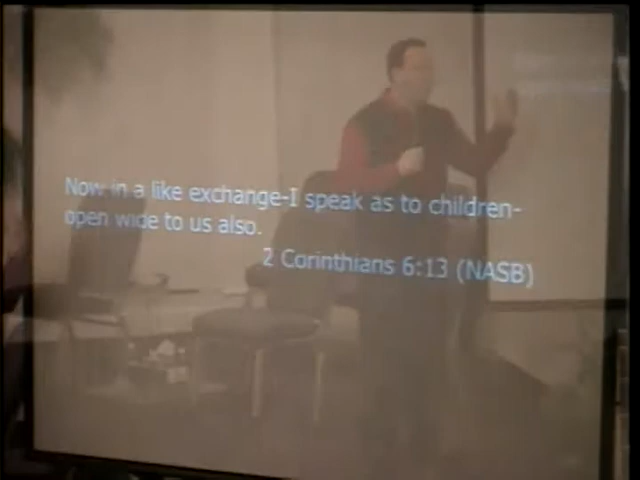 Now in a like exchange-I speak as to children-
open wide to us also.
2 Corinthians 6:13 (NASB)